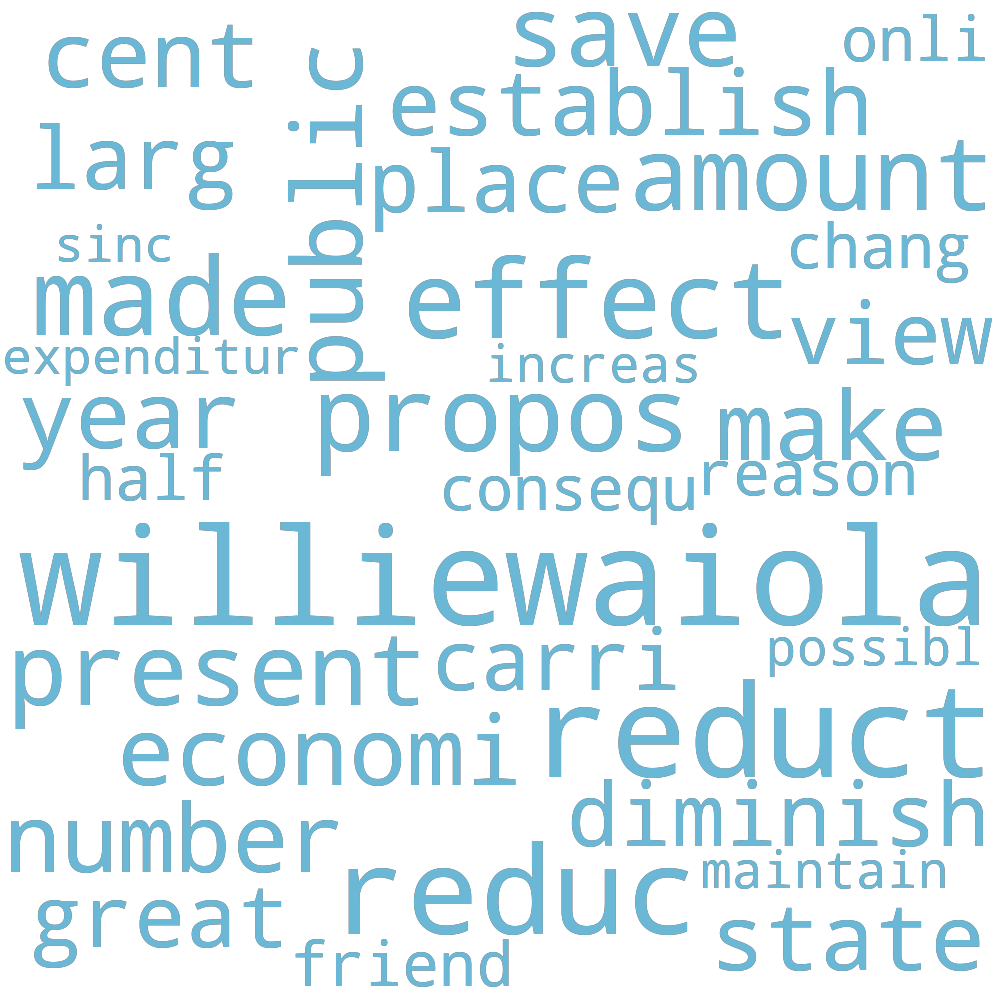 cent
save
onli
public
establish
larg
place
amount
sinc
chang
made
effect
view
expenditur
increas
year
propos
make
half
consequ
reason
williewaiola
present
carri
possibl
economi
reduct
number
diminish
reduc
maintain
great
friend
state